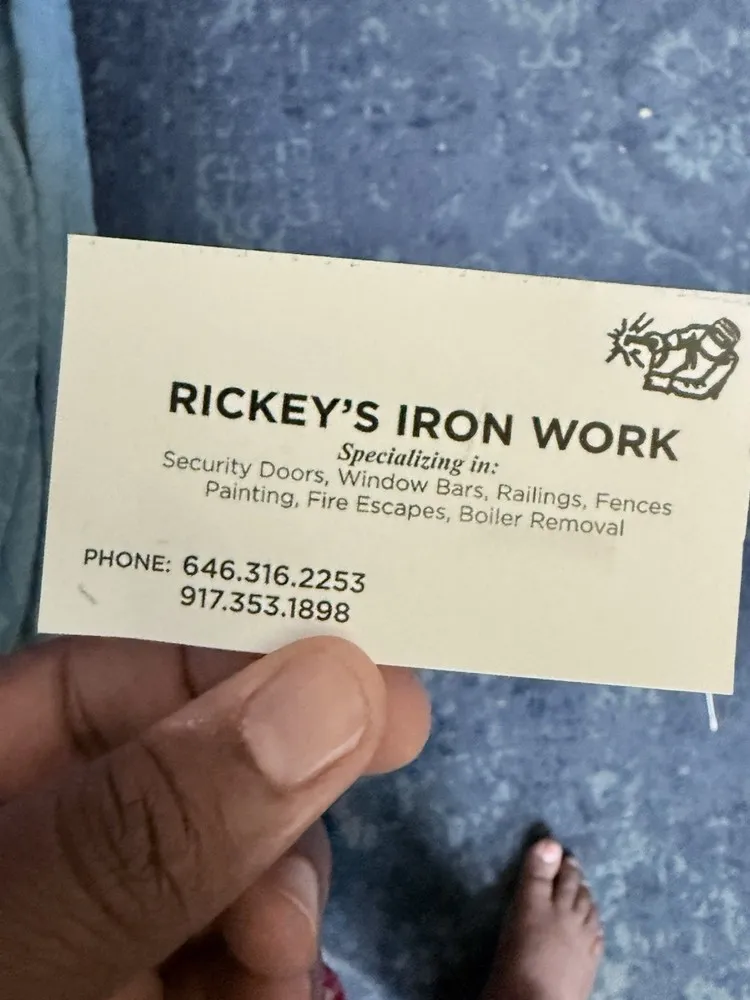 RICKEY'S IRON WORK
Specializing in:
Security Doors, Window Bars, Railings, Fences
Painting, Fire Escapes, Boiler Removal
PHONE: 646.316.2253
917.353.1898